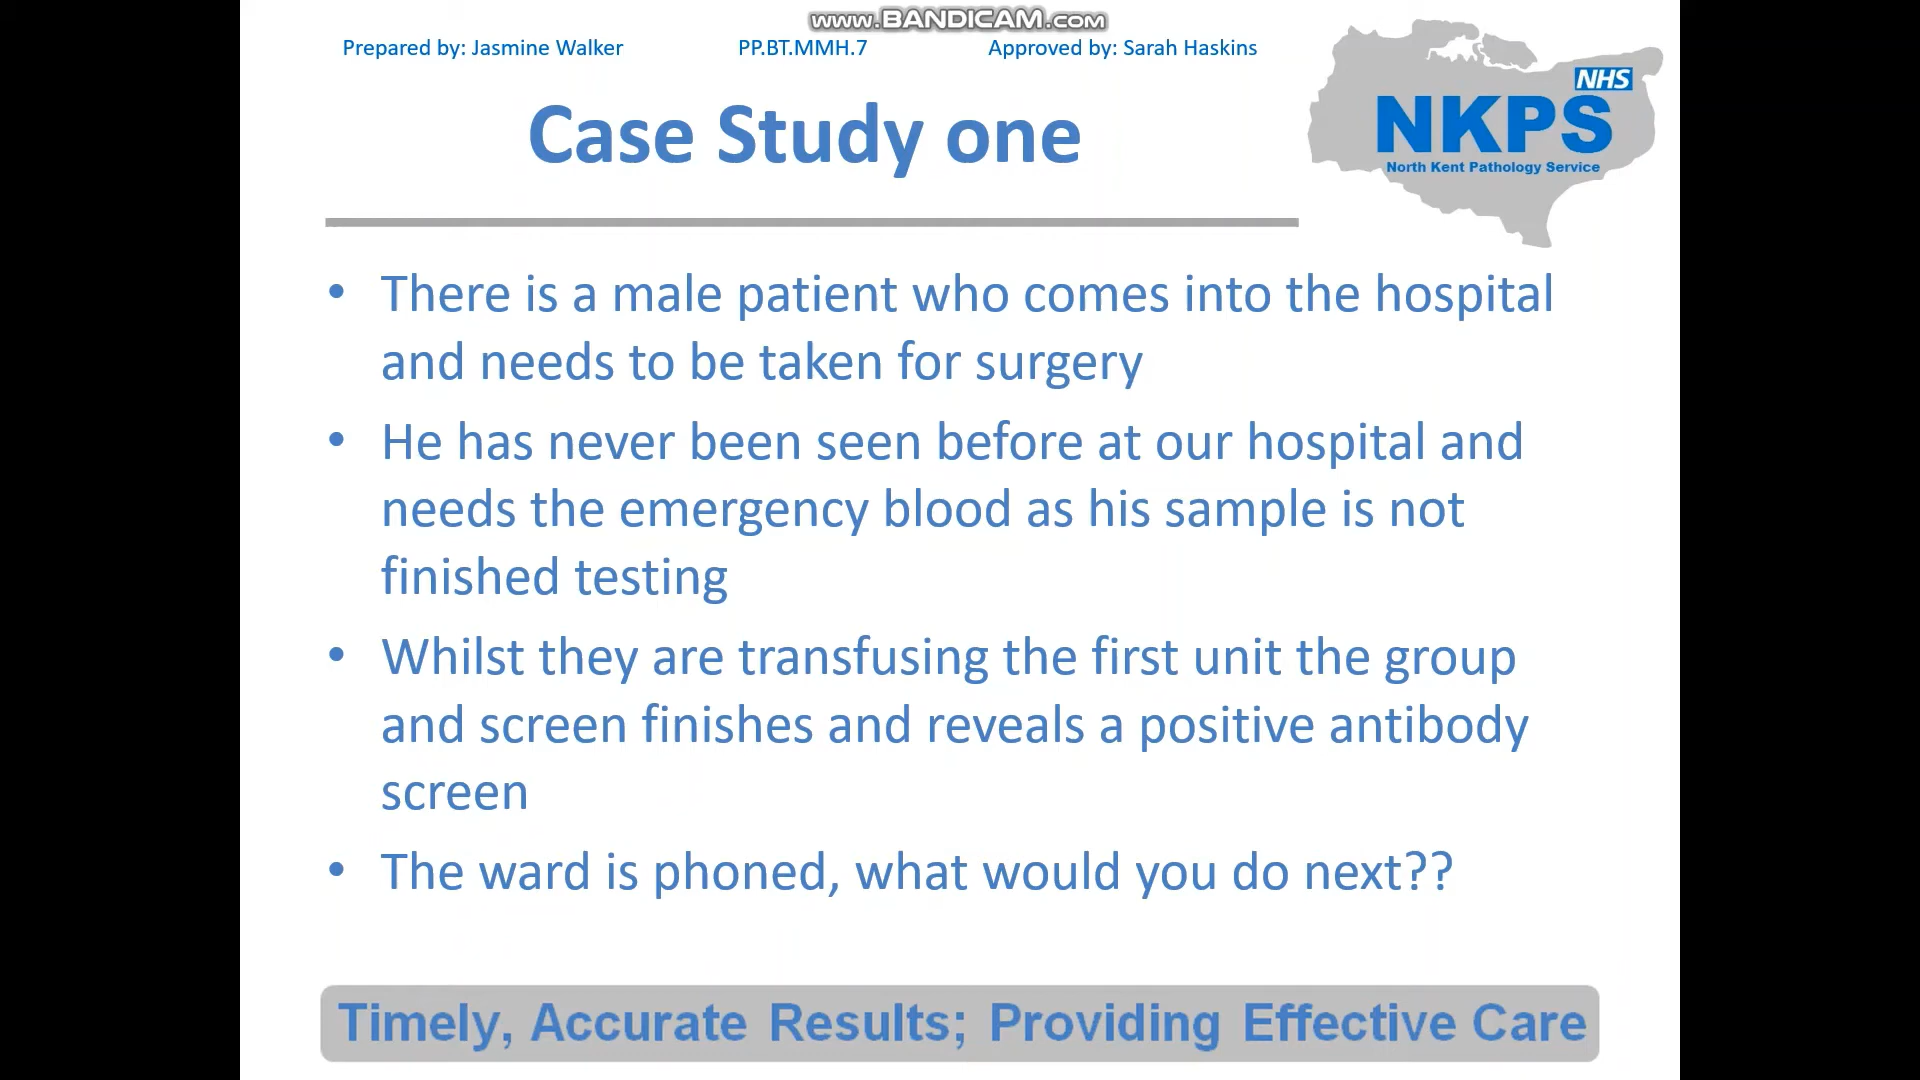 www.BANDICAM.com
Prepared by: Jasmine Walker PP.BT.MMH.7 Approved by: Sarah Haskins
NHS
NKPS
North Kent Pathology Service
Case Study one
• There is a male patient who comes into the hospital
and needs to be taken for surgery
• He has never been seen before at our hospital and
needs the emergency blood as his sample is not
finished testing
• Whilst they are transfusing the first unit the group
and screen finishes and reveals a positive antibody
screen
• The ward is phoned, what would you do next??
Timely, Accurate Results; Providing Effective Care